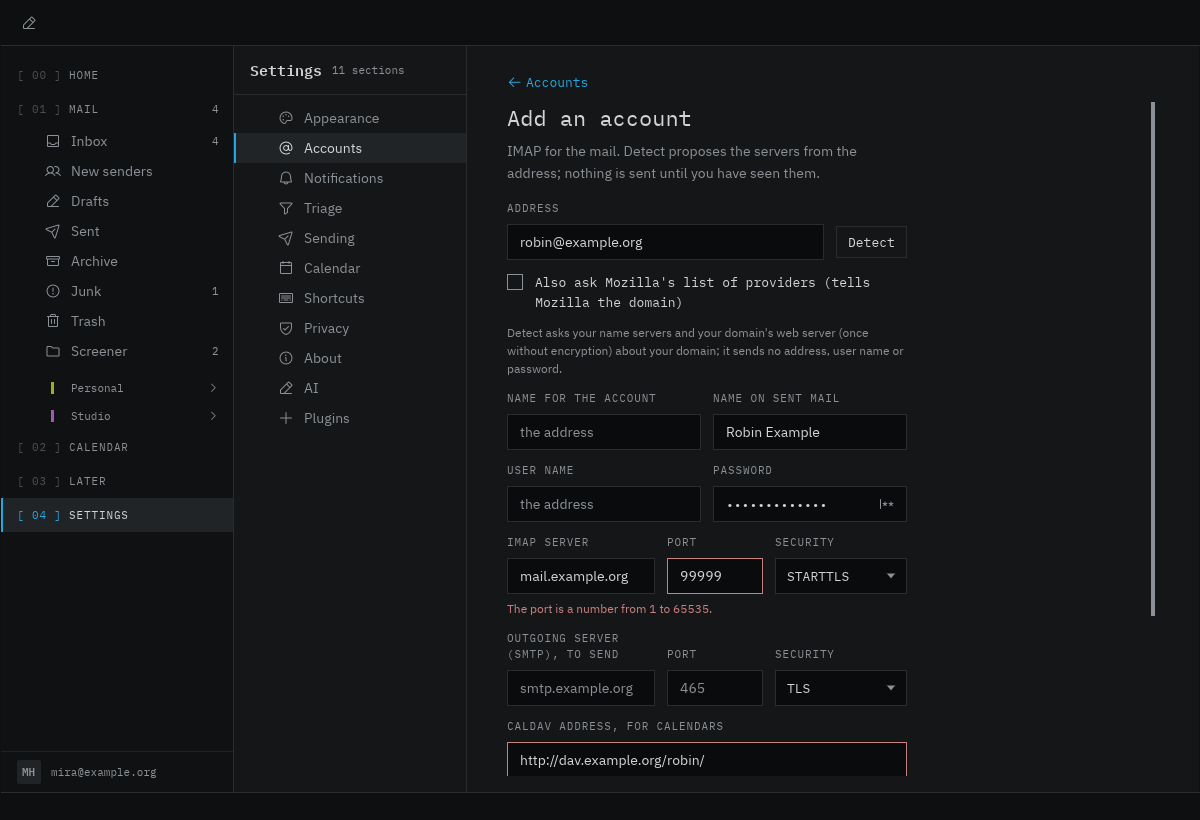 [ 00 ] HOME
[ 01 ] MAIL 4
Inbox 4
New senders
Drafts
Sent
Archive
Junk 1
Trash
Screener 2
Personal
Studio
[ 02 ] CALENDAR
[ 03 ] LATER
[ 04 ] SETTINGS
MH mira@example.org
Settings 11 sections
Appearance
Accounts
Notifications
Triage
Sending
Calendar
Shortcuts
Privacy
About
AI
Plugins
← Accounts
Add an account
IMAP for the mail. Detect proposes the servers from the
address; nothing is sent until you have seen them.
ADDRESS
robin@example.org Detect
Also ask Mozilla's list of providers (tells
Mozilla the domain)
Detect asks your name servers and your domain's web server (once
without encryption) about your domain; it sends no address, user name or
password.
NAME FOR THE ACCOUNT NAME ON SENT MAIL
the address Robin Example
USER NAME PASSWORD
the address •••••••••••••
IMAP SERVER PORT SECURITY
mail.example.org 99999 STARTTLS
The port is a number from 1 to 65535.
OUTGOING SERVER
(SMTP), TO SEND PORT SECURITY
smtp.example.org 465 TLS
CALDAV ADDRESS, FOR CALENDARS
http://dav.example.org/robin/